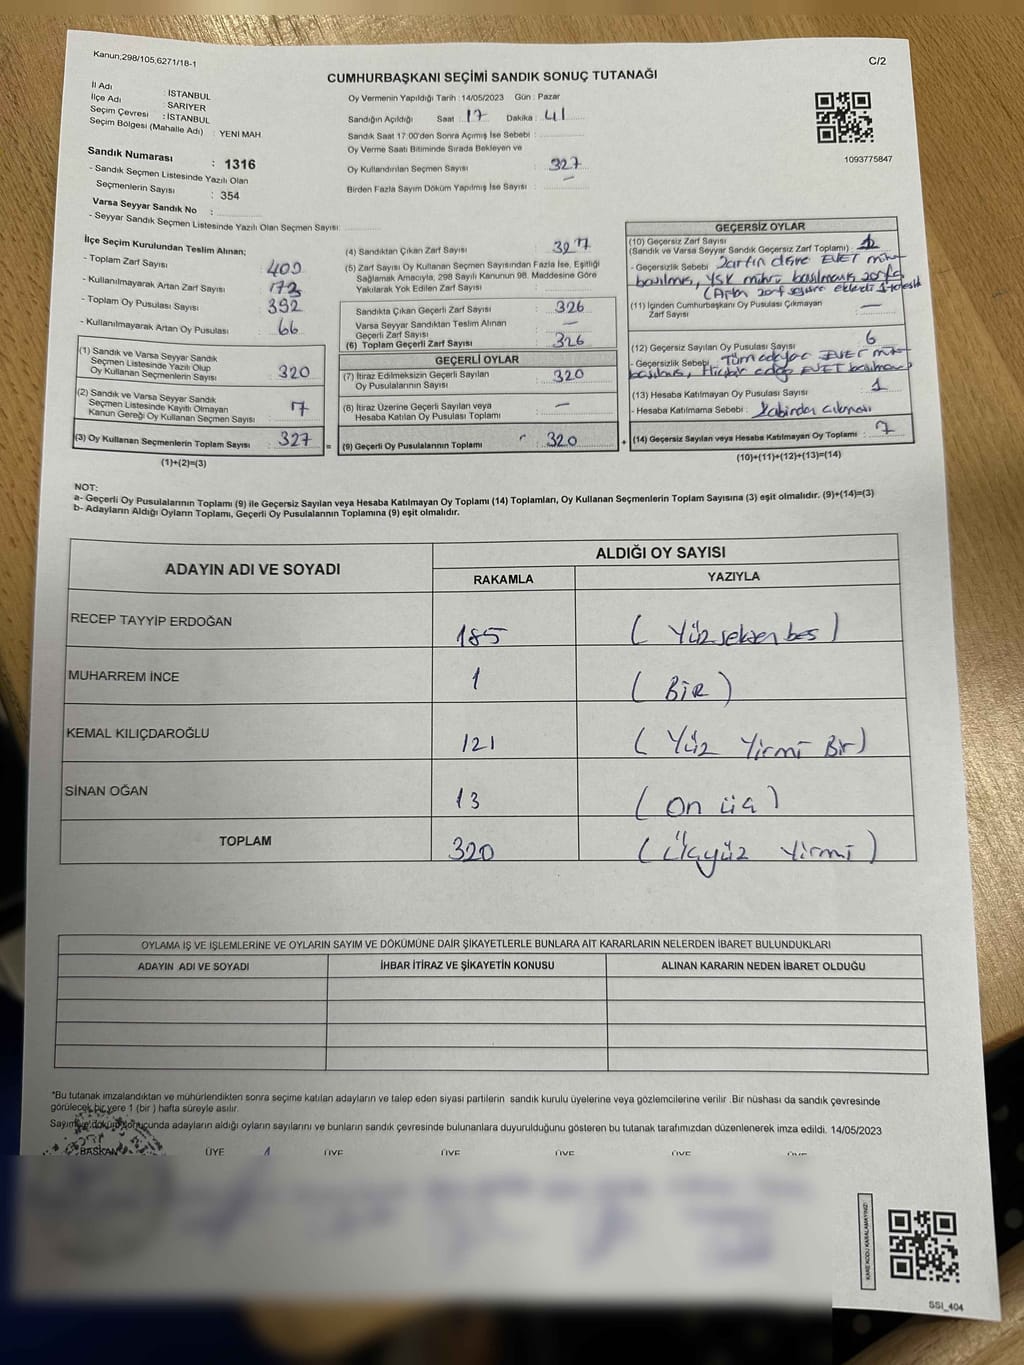 Kanun;298/105,6271/18-1
C/2
CUMHURBAŞKANI SEÇİMİ SANDIK SONUÇ TUTANAĞI
İl Adı : İSTANBUL
İlçe Adı : SARIYER
Seçim Çevresi : İSTANBUL
Seçim Bölgesi (Mahalle Adı) : YENİ MAH.
Sandık Numarası : 1316
- Sandık Seçmen Listesinde Yazılı Olan
Seçmenlerin Sayısı : 354
Varsa Seyyar Sandık No :
- Seyyar Sandık Seçmen Listesinde Yazılı Olan Seçmen Sayısı:
Oy Vermenin Yapıldığı Tarih : 14/05/2023 Gün : Pazar
Sandığın Açıldığı Saat : 17 Dakika : 41
Sandık Saat 17:00'den Sonra Açılmış İse Sebebi :
Oy Verme Saati Bitiminde Sırada Bekleyen ve
Oy Kullandırılan Seçmen Sayısı : 327
Birden Fazla Sayım Döküm Yapılmış İse Sayısı : —
1093775847
İlçe Seçim Kurulundan Teslim Alınan;
- Toplam Zarf Sayısı : 400
- Kullanılmayarak Artan Zarf Sayısı : 173
- Toplam Oy Pusulası Sayısı : 392
- Kullanılmayarak Artan Oy Pusulası : 66
(1) Sandık ve Varsa Seyyar Sandık
Seçmen Listesinde Yazılı Olup
Oy Kullanan Seçmenlerin Sayısı : 320
(2) Sandık ve Varsa Seyyar Sandık
Seçmen Listesinde Kayıtlı Olmayan
Kanun Gereği Oy Kullanan Seçmen Sayısı : 7
(3) Oy Kullanan Seçmenlerin Toplam Sayısı : 327
(1)+(2)=(3)
(4) Sandıktan Çıkan Zarf Sayısı : 327
(5) Zarf Sayısı Oy Kullanan Seçmen Sayısından Fazla İse, Eşitliği
Sağlamak Amacıyla, 298 Sayılı Kanunun 98. Maddesine Göre
Yakılarak Yok Edilen Zarf Sayısı :
Sandıkta Çıkan Geçerli Zarf Sayısı : 326
Varsa Seyyar Sandıktan Teslim Alınan
Geçerli Zarf Sayısı : —
(6) Toplam Geçerli Zarf Sayısı : 326
GEÇERLİ OYLAR
(7) İtiraz Edilmeksizin Geçerli Sayılan
Oy Pusulasının Sayısı : 320
(8) İtiraz Üzerine Geçerli Sayılan veya
Hesaba Katılan Oy Pusulası Toplamı : —
(9) Geçerli Oy Pusulalarının Toplamı : 320
GEÇERSİZ OYLAR
(10) Geçersiz Zarf Sayısı
(Sandık ve Varsa Seyyar Sandık Geçersiz Zarf Toplamı) :
- Geçersizlik Sebebi : Zarfın dışına EVET mührü
basılmış, YSK mührü basılmamış zarfla
(Artan zarf sayısına eklendi
(11) İçinden Cumhurbaşkanı Oy Pusulası Çıkmayan
Zarf Sayısı : —
(12) Geçersiz Sayılan Oy Pusulası Sayısı : 6
- Geçersizlik Sebebi : Tüm EVET mührü
basılmış, Hiçbir EVET
(13) Hesaba Katılmayan Oy Pusulası Sayısı : 1
- Hesaba Katılmama Sebebi : Kabinden çıkması
(14) Geçersiz Sayılan veya Hesaba Katılmayan Oy Toplamı : 7
(10)+(11)+(12)+(13)=(14)
NOT:
a- Geçerli Oy Pusulalarının Toplamı (9) ile Geçersiz Sayılan veya Hesaba Katılmayan Oy Toplamı (14) Toplamları, Oy Kullanan Seçmenlerin Toplam Sayısına (3) eşit olmalıdır. (9)+(14)=(3)
b- Adayların Aldığı Oyların Toplamı, Geçerli Oy Pusulalarının Toplamına (9) eşit olmalıdır.
ADAYIN ADI VE SOYADI
ALDIĞI OY SAYISI
RAKAMLA YAZIYLA
RECEP TAYYİP ERDOĞAN 185 ( Yüzseksenbeş )
MUHARREM İNCE 1 ( BİR )
KEMAL KILIÇDAROĞLU 121 ( Yüz Yirmi Bir )
SİNAN OĞAN 13 ( On üç )
TOPLAM 320 ( Üçyüz Yirmi )
OYLAMA İŞ VE İŞLEMLERİNE VE OYLARIN SAYIM VE DÖKÜMÜNE DAİR ŞİKAYETLERLE BUNLARA AİT KARARLARIN NELERDEN İBARET BULUNDUKLARI
ADAYIN ADI VE SOYADI İHBAR İTİRAZ VE ŞİKAYETİN KONUSU ALINAN KARARIN NEDEN İBARET OLDUĞU
*Bu tutanak imzalandıktan ve mühürlendikten sonra seçime katılan adayların ve talep eden siyasi partilerin sandık kurulu üyelerine veya gözlemcilerine verilir .Bir nüshası da sandık çevresinde
görülecek bir yere 1 (bir ) hafta süreyle asılır.
Sayım ve döküm sonucunda adayların aldığı oyların sayılarını ve bunların sandık çevresinde bulunanlara duyurulduğunu gösteren bu tutanak tarafımızdan düzenlenerek imza edildi. 14/05/2023
BAŞKAN ÜYE ÜYE ÜYE ÜYE ÜYE ÜYE
KARE KODU KARALAMAYINIZ!
SSI_404